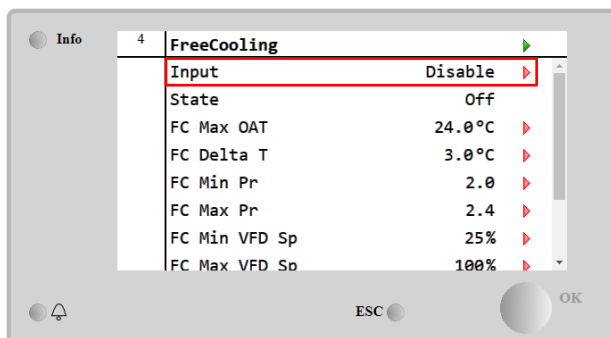 Info
4 FreeCooling
Input Disable
State Off
FC Max OAT 24.0°C
FC Delta T 3.0°C
FC Min Pr 2.0
FC Max Pr 2.4
FC Min VFD Sp 25%
FC Max VFD Sp 100%
ESC OK